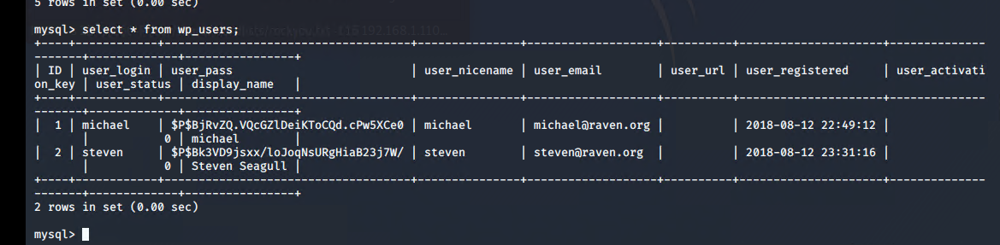 5 rows in set (0.00 sec)
mysql> select * from wp_users;
+----+------------+------------------------------------+---------------+-------------------+----------+---------------------+--------------
-------+-------------+----------------+
| ID | user_login | user_pass                          | user_nicename | user_email        | user_url | user_registered     | user_activati
on_key | user_status | display_name   |
+----+------------+------------------------------------+---------------+-------------------+----------+---------------------+--------------
-------+-------------+----------------+
|  1 | michael    | $P$BjRvZQ.VQcGZlDeiKToCQd.cPw5XCe0 | michael       | michael@raven.org |          | 2018-08-12 22:49:12 |
       |           0 | michael        |
|  2 | steven     | $P$Bk3VD9jsxx/loJoqNsURgHiaB23j7W/ | steven        | steven@raven.org  |          | 2018-08-12 23:31:16 |
       |           0 | Steven Seagull |
+----+------------+------------------------------------+---------------+-------------------+----------+---------------------+--------------
-------+-------------+----------------+
2 rows in set (0.00 sec)
mysql>